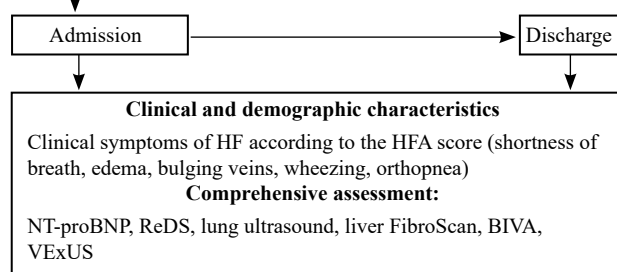 Admission
Discharge
Clinical and demographic characteristics
Clinical symptoms of HF according to the HFA score (shortness of
breath, edema, bulging veins, wheezing, orthopnea)
Comprehensive assessment:
NT-proBNP, ReDS, lung ultrasound, liver FibroScan, BIVA,
VExUS